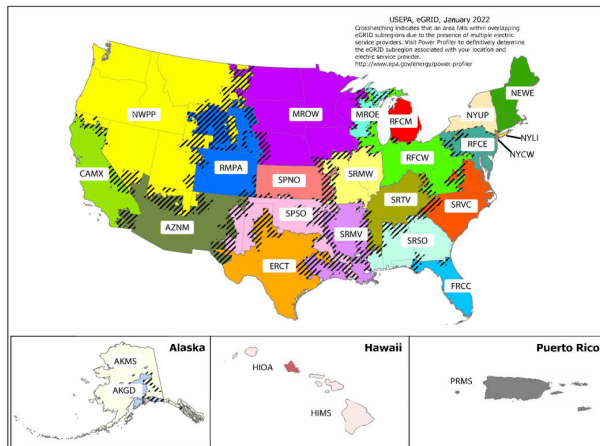 USEPA, eGRID, January 2022
Crosshatching indicates that an area falls within overlapping
eGRID subregions due to the presence of multiple electric
service providers. Visit Power Profiler to definitively determine
the eGRID subregion associated with your location and
electric service provider.
http://www.epa.gov/energy/power-profiler
NEWE
NWPP
MROW
MROE
NYUP
RFCM
NYLI
RFCE
NYCW
RFCW
RMPA
CAMX
SRMW
SPNO
SRTV
SRVC
SPSO
AZNM
SRMV
SRSO
ERCT
FRCC
Alaska
AKMS
AKGD
Hawaii
HIOA
HIMS
Puerto Rico
PRMS